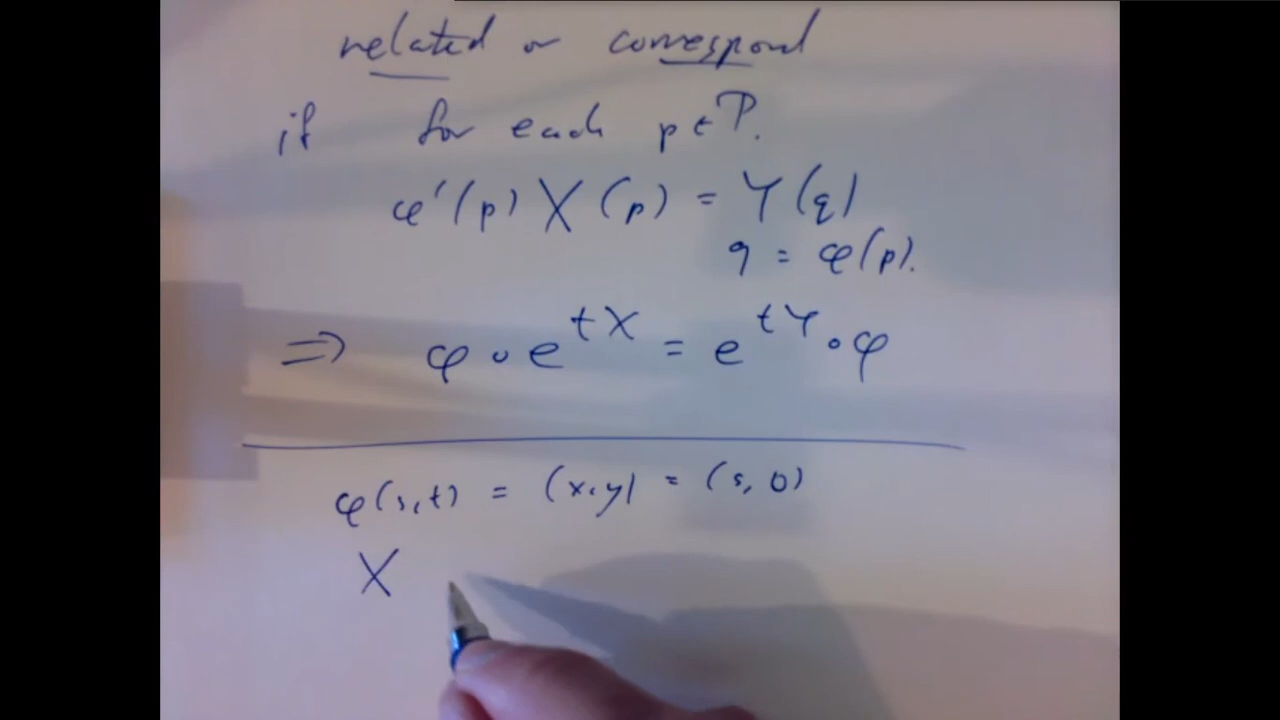 related or correspond
if for each p ∈ P.
φ'(p) X(p) = Y(q)
q = φ(p).
⇒ φ ∘ e^{tX} = e^{tY} ∘ φ
φ(s,t) = (x,y) = (s,0)
X